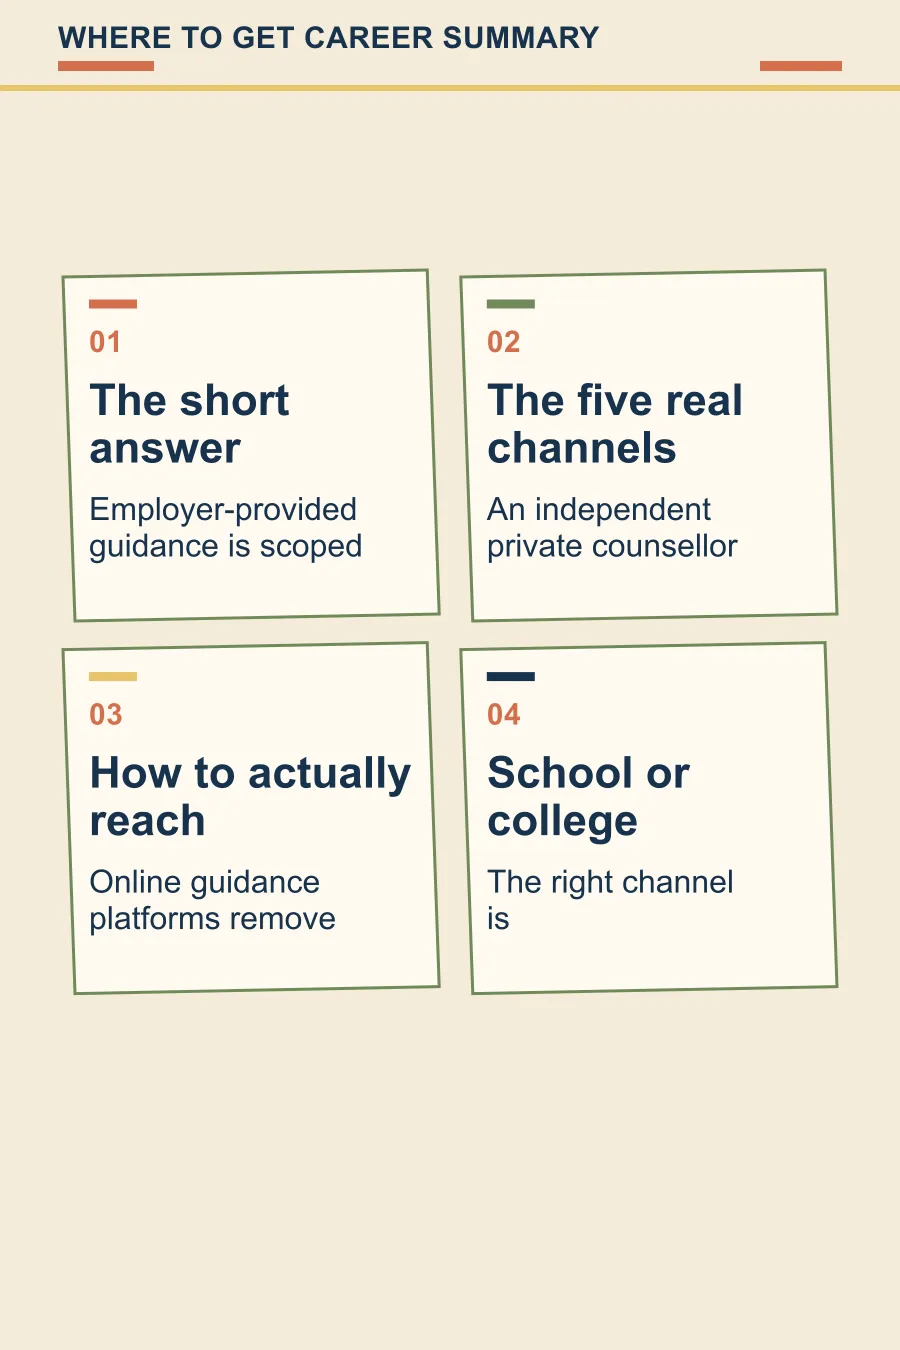 WHERE TO GET CAREER SUMMARY
01
The short
answer
Employer-provided
guidance is scoped
02
The five real
channels
An independent
private counsellor
03
How to actually
reach
Online guidance
platforms remove
04
School or
college
The right channel
is